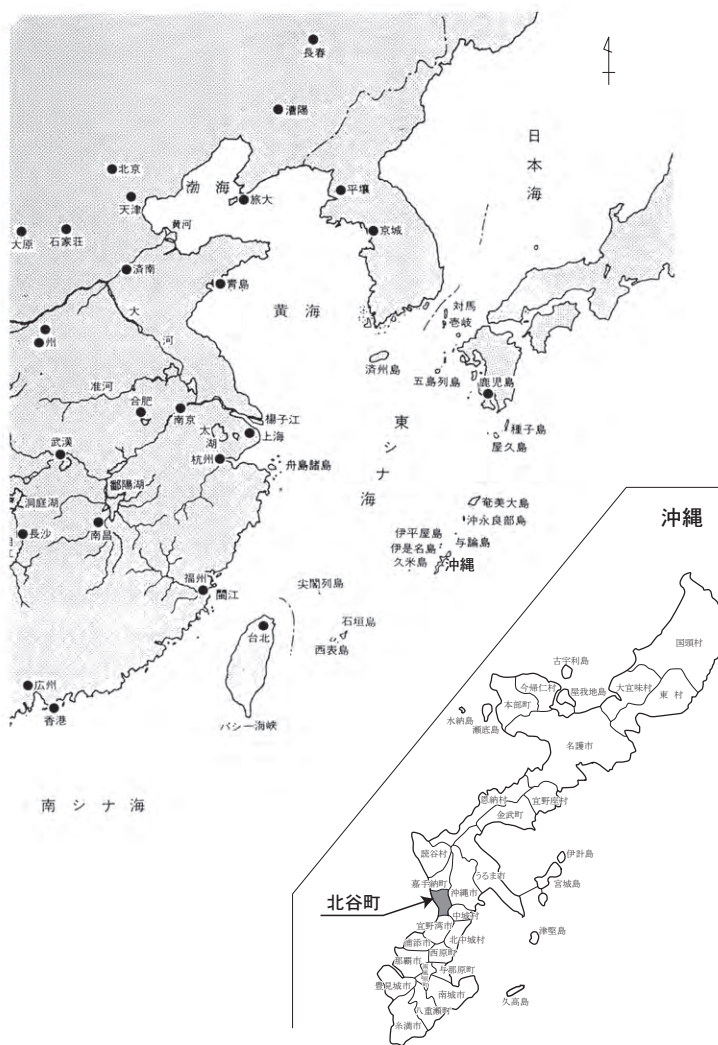 長春
瀋陽
日本海
北京
天津
渤海
旅大
平壌
黄河
大原
石家荘
京城
済南
青島
黄海
対馬
壱岐
大河
州
済州島
五島列島
鹿児島
准河
合肥
南京
揚子江
太湖
上海
種子島
屋久島
東シナ海
武漢
杭州
舟島諸島
鄱陽湖
洞庭湖
奄美大島
沖永良部島
長沙
南昌
伊平屋島
与論島
伊是名島
久米島
沖縄
福州
閩江
尖閣列島
石垣島
台北
西表島
広州
香港
バシー海峡
南シナ海
沖縄
国頭村
古宇利島
今帰仁村
屋我地島
大宜味村
東村
本部町
水納島
瀬底島
名護市
恩納村
宜野座村
金武町
読谷村
伊計島
うるま市
嘉手納町
沖縄市
宮城島
北谷町
中城村
宜野湾市
津堅島
浦添市
北中城村
西原町
那覇市
与那原町
豊見城市
南城市
久高島
八重瀬町
糸満市